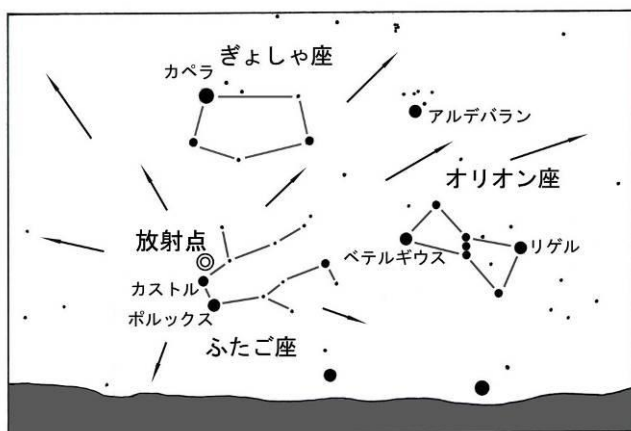 ぎょしゃ座
カペラ
アルデバラン
オリオン座
放射点
ベテルギウス
リゲル
カストル
ポルックス
ふたご座